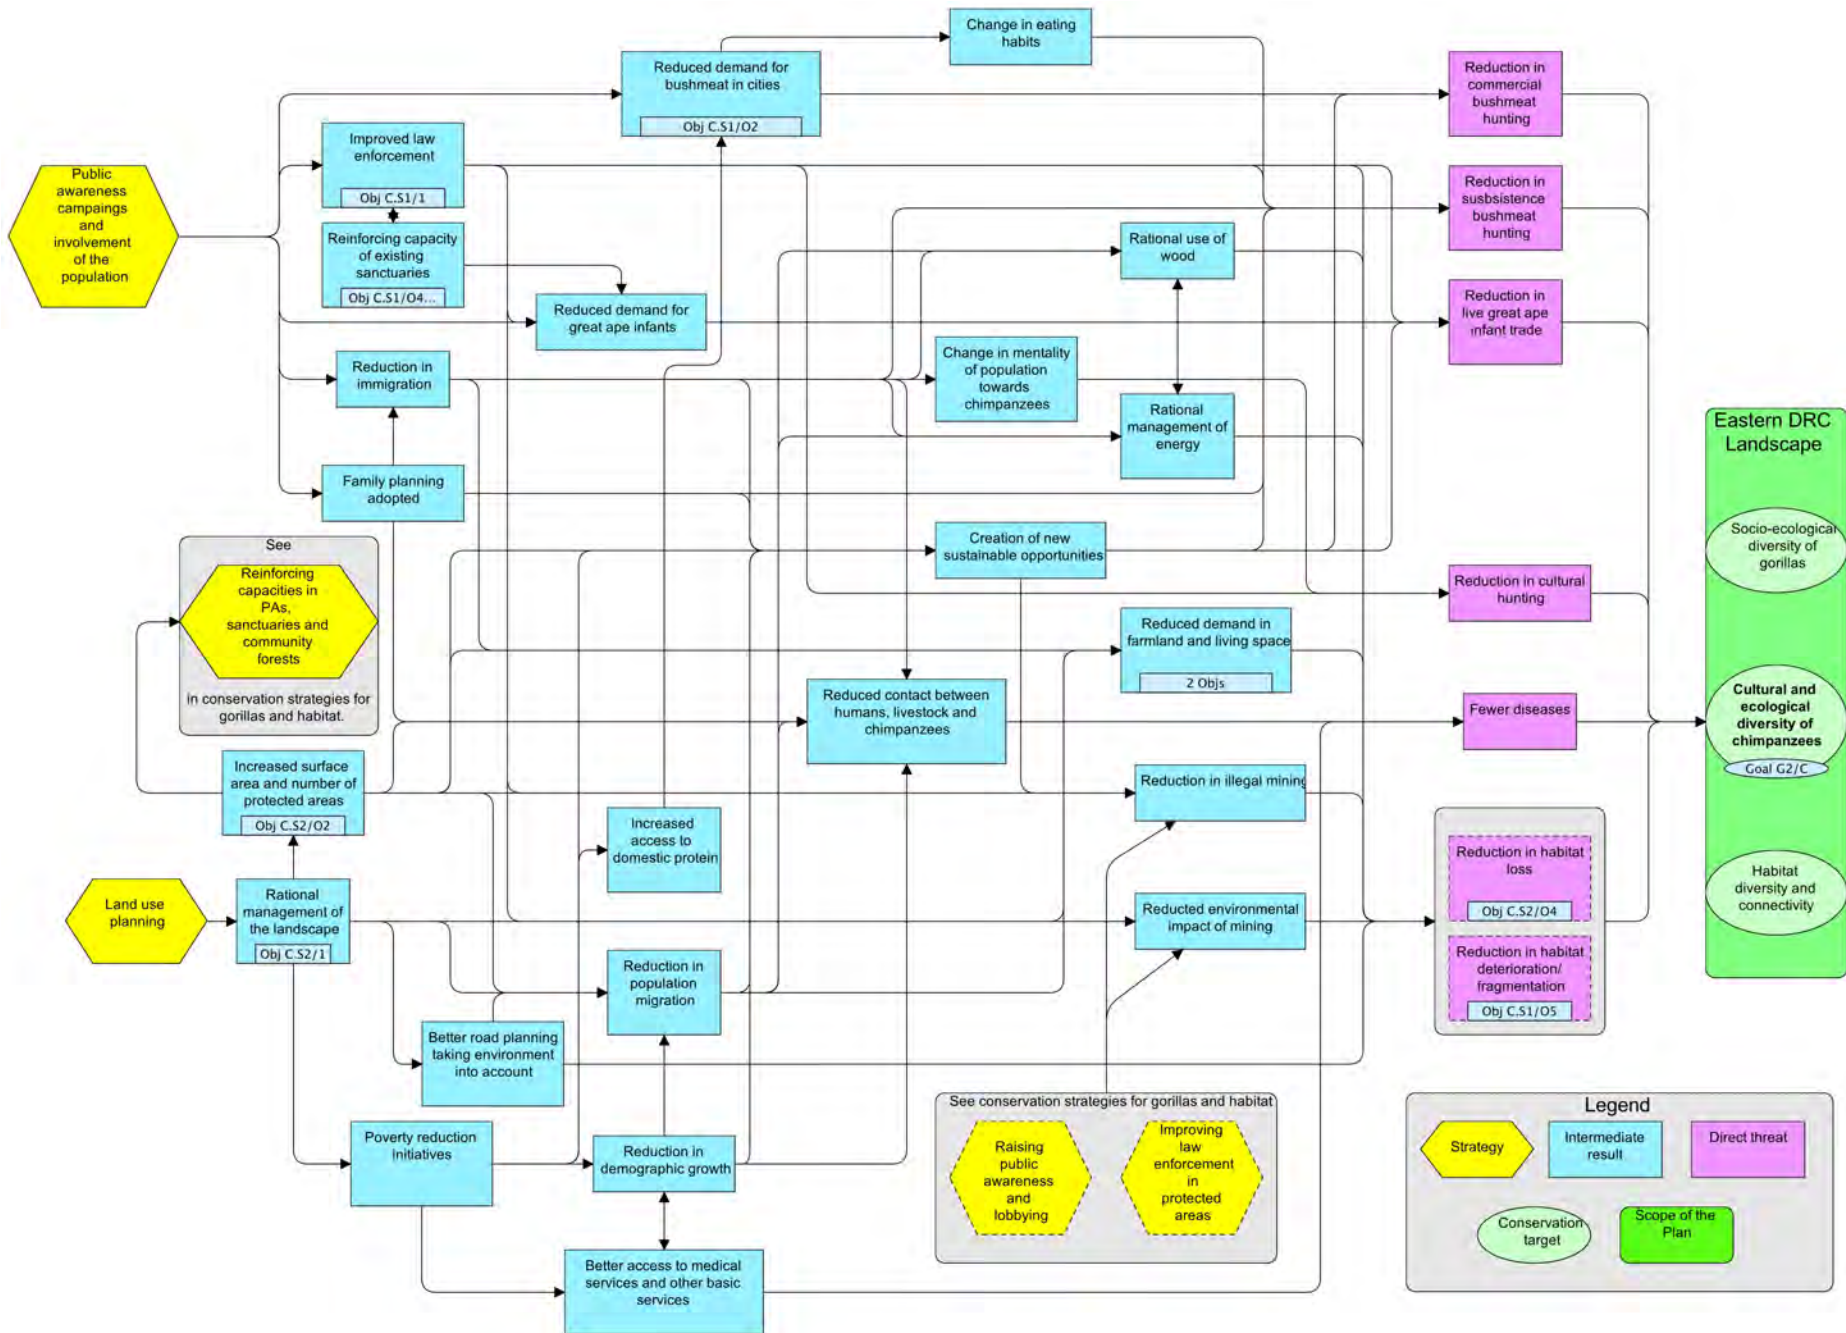 Public
awareness
campaings
and
involvement
of the
population
Improved law
enforcement
Obj C.S1/1
Reinforcing capacity
of existing
sanctuaries
Obj C.S1/O4...
Reduction in
immigration
Family planning
adopted
See
Reinforcing
capacities in
PAs,
sanctuaries and
community
forests
in conservation strategies for
gorillas and habitat.
Increased surface
area and number of
protected areas
Obj C.S2/O2
Land use
planning
Rational
management of
the landscape
Obj C.S2/1
Better road planning
taking environment
into account
Poverty reduction
initiatives
Reduced demand for
bushmeat in cities
Obj C.S1/O2
Reduced demand for
great ape infants
Increased
access to
domestic protein
Reduction in
population
migration
Reduction in
demographic growth
Better access to medical
services and other basic
services
Change in eating
habits
Rational use of
wood
Change in mentality
of population
towards
chimpanzees
Rational
management of
energy
Creation of new
sustainable opportunities
Reduced demand in
farmland and living space
2 Objs
Reduced contact between
humans, livestock and
chimpanzees
Reduction in illegal mining
Reducted environmental
impact of mining
See conservation strategies for gorillas and habitat
Raising
public
awareness
and
lobbying
Improving
law
enforcement
in
protected
areas
Reduction in
commercial
bushmeat
hunting
Reduction in
susbsistence
bushmeat
hunting
Reduction in
live great ape
infant trade
Reduction in cultural
hunting
Fewer diseases
Reduction in habitat
loss
Obj C.S2/O4
Reduction in habitat
deterioration/
fragmentation
Obj C.S1/O5
Eastern DRC
Landscape
Socio-ecological
diversity of
gorillas
Cultural and
ecological
diversity of
chimpanzees
Goal G2/C
Habitat
diversity and
connectivity
Legend
Strategy
Intermediate
result
Direct threat
Conservation
target
Scope of the
Plan